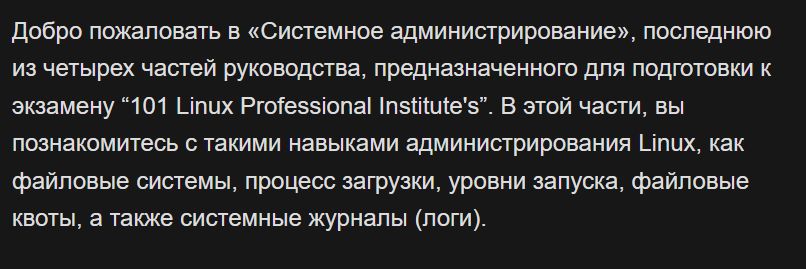 Добро пожаловать в «Системное администрирование», последнюю
из четырех частей руководства, предназначенного для подготовки к
экзамену “101 Linux Professional Institute's”. В этой части, вы
познакомитесь с такими навыками администрирования Linux, как
файловые системы, процесс загрузки, уровни запуска, файловые
квоты, а также системные журналы (логи).